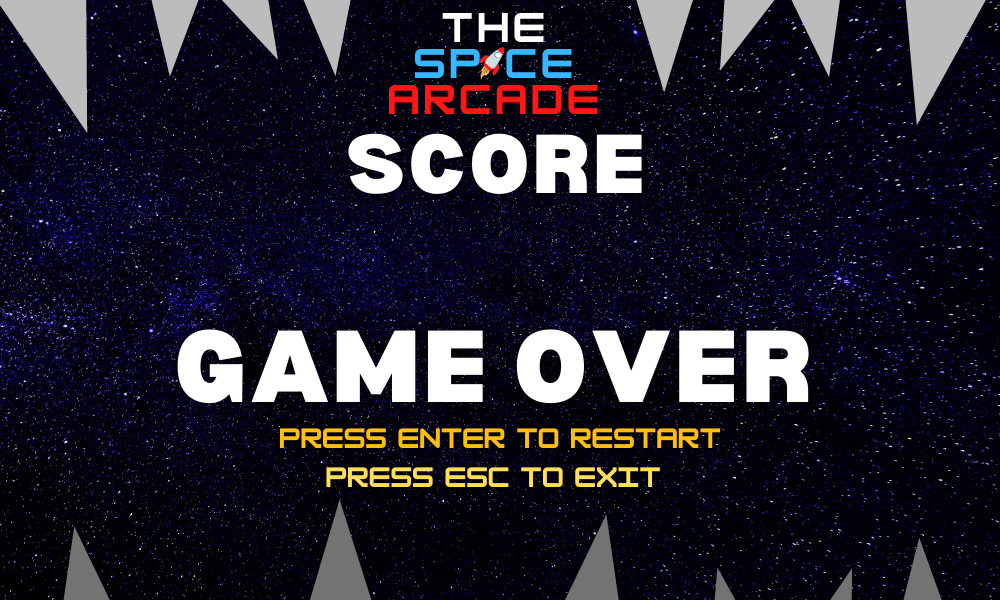 THE
SPACE
ARCADE
SCORE
GAME OVER
PRESS ENTER TO RESTART
PRESS ESC TO EXIT